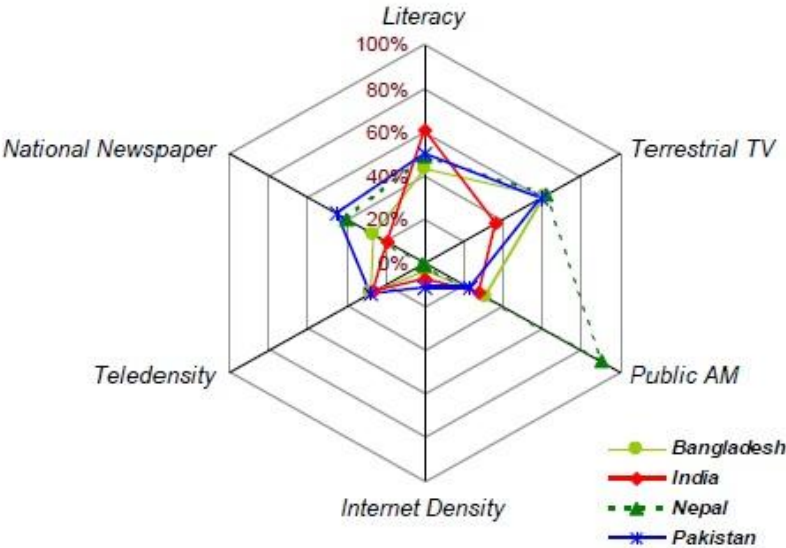 Literacy
100%
80%
National Newspaper
Terrestrial TV
60%
40%
20%
0%
Teledensity
Public AM
Internet Density
Bangladesh
India
Nepal
Pakistan